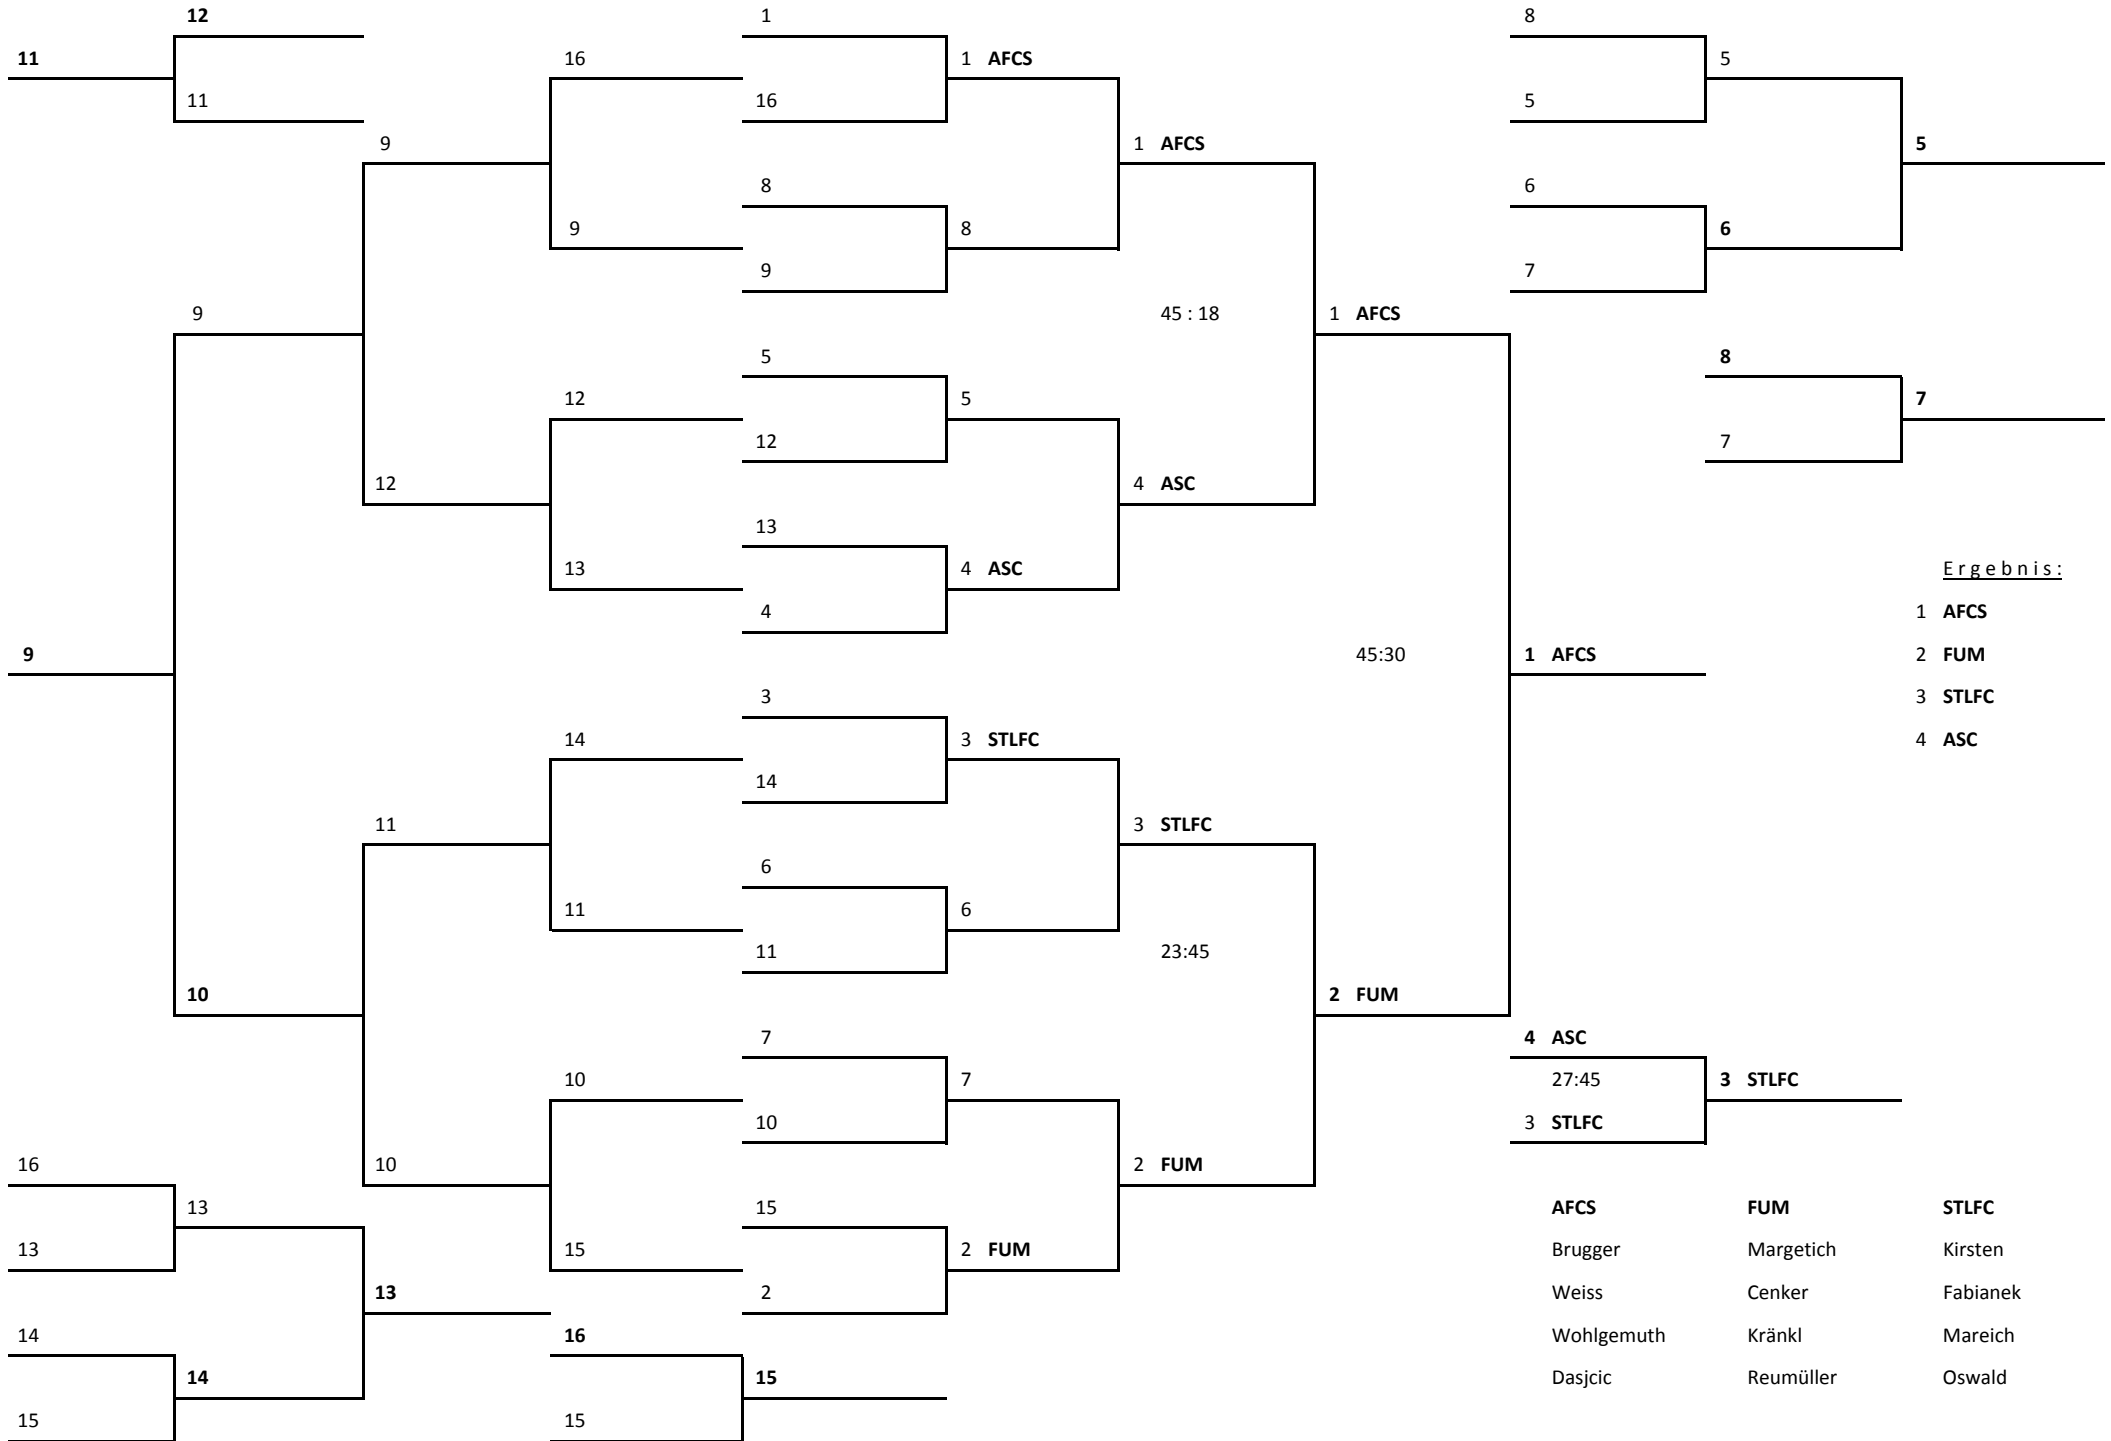 12 1 8
11 16 1 AFCS 5
11 16 5
9 1 AFCS 5
8 6
9 8 6
9 7
9 45 : 18 1 AFCS
5 8
12 5 7
12 7
12 4 ASC
13
13 4 ASC Ergebnis:
4 1 AFCS
9 45:30 1 AFCS 2 FUM
3 3 STLFC
14 3 STLFC 4 ASC
14
11 3 STLFC
6
11 6
11 23:45
10 2 FUM
7 4 ASC
10 7 27:45 3 STLFC
10 3 STLFC
16 10 2 FUM
13 15 AFCS FUM STLFC
13 15 2 FUM Brugger Margetich Kirsten
13 2 Weiss Cenker Fabianek
14 16 Wohlgemuth Kränkl Mareich
14 15 Dasjcic Reumüller Oswald
15 15